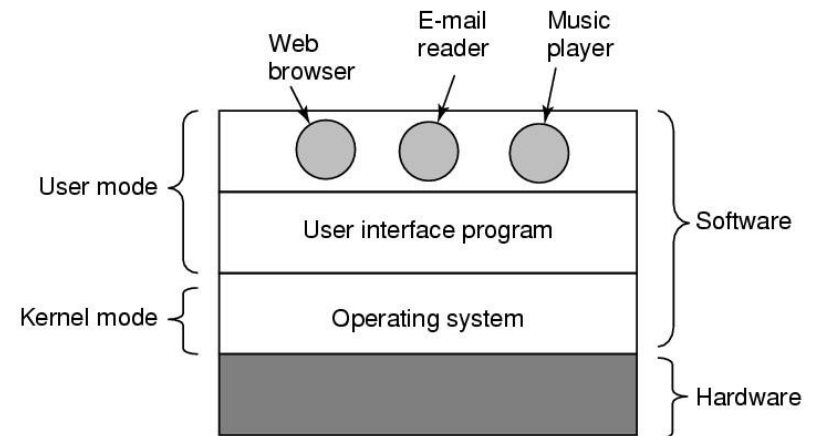 Web
browser
E-mail
reader
Music
player
User mode
User interface program
Software
Kernel mode
Operating system
Hardware